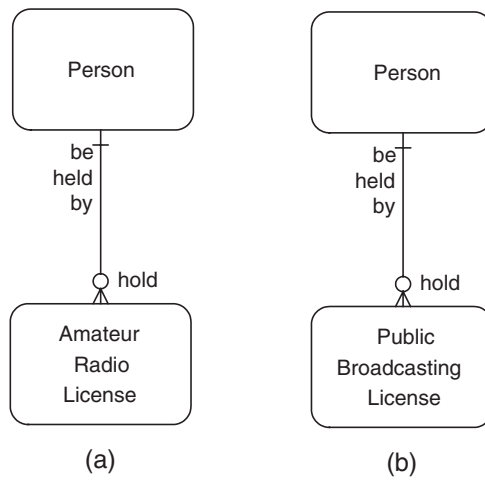 Person
be
held
by
hold
Amateur
Radio
License
(a)
Person
be
held
by
hold
Public
Broadcasting
License
(b)